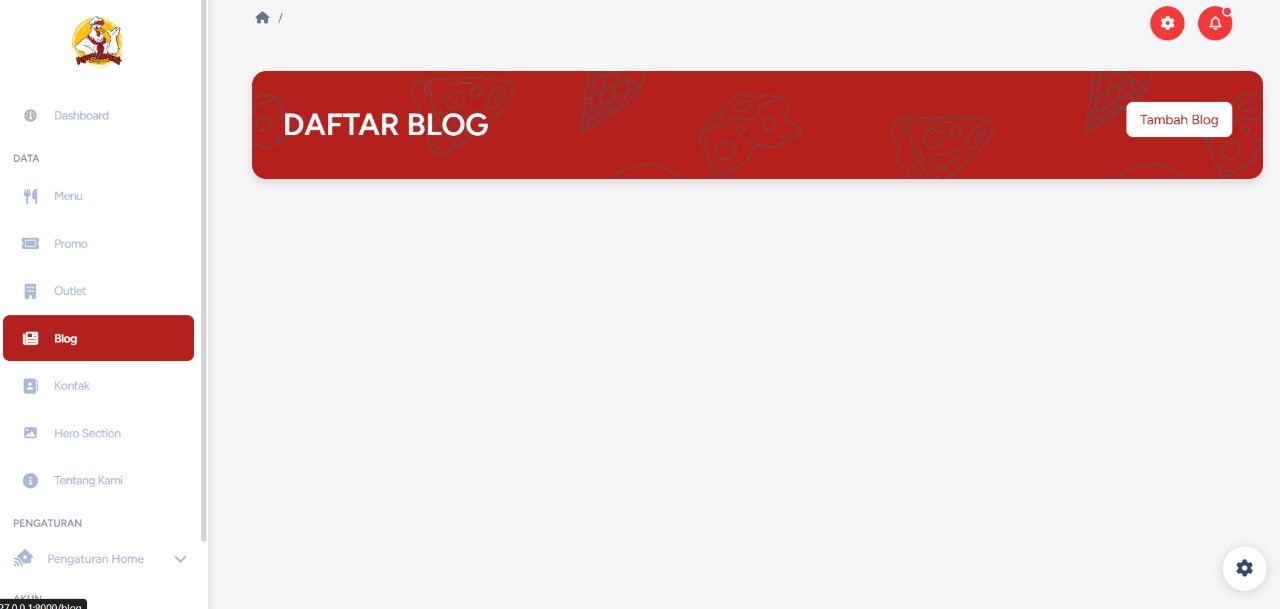 /
Dashboard
DATA
Menu
Promo
Outlet
Blog
Kontak
Hero Section
Tentang Kami
PENGATURAN
Pengaturan Home
AKUN
27.0.0.1:8000/blog
DAFTAR BLOG
Tambah Blog